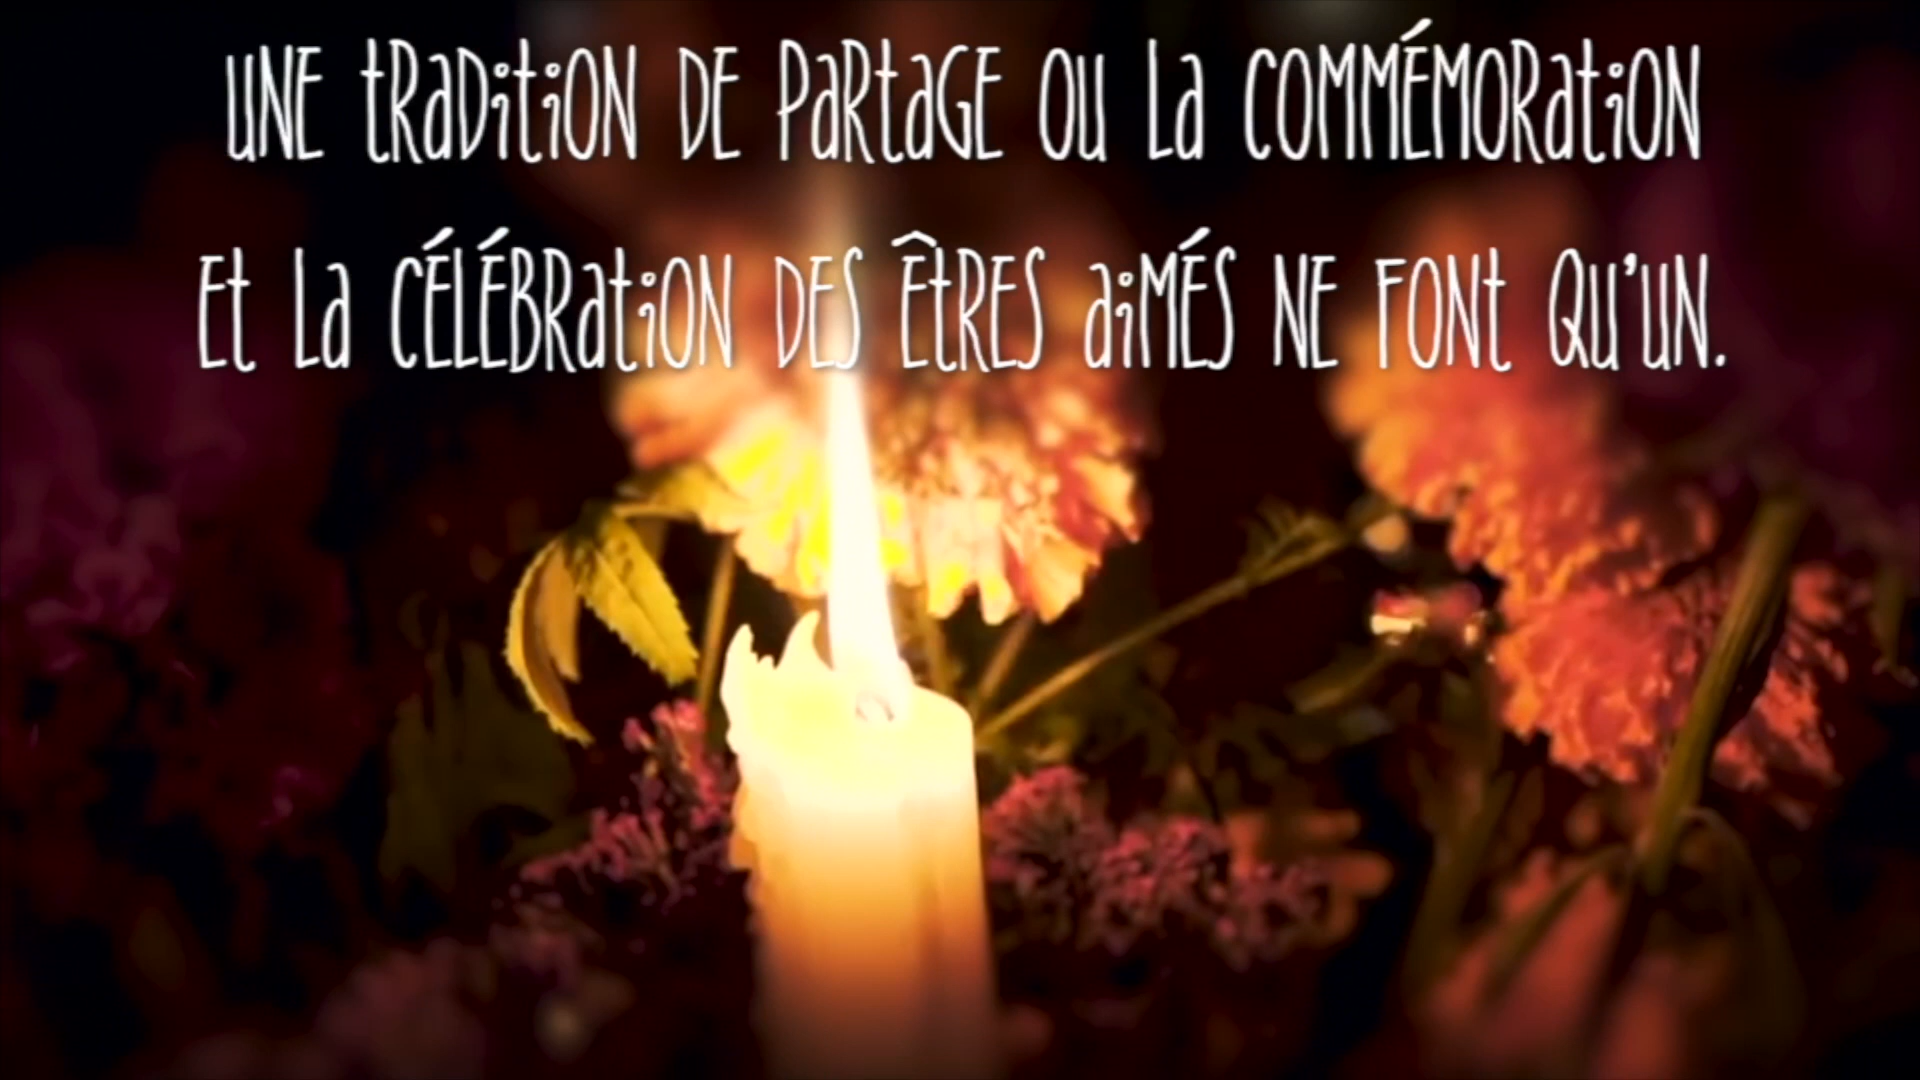 UNE tRaDitiON DE PaRtaGE OU La COMMÉMORatiON
Et La CÉLÉBRatiON DES ÊtRES aiMÉS NE FONt QU'UN.